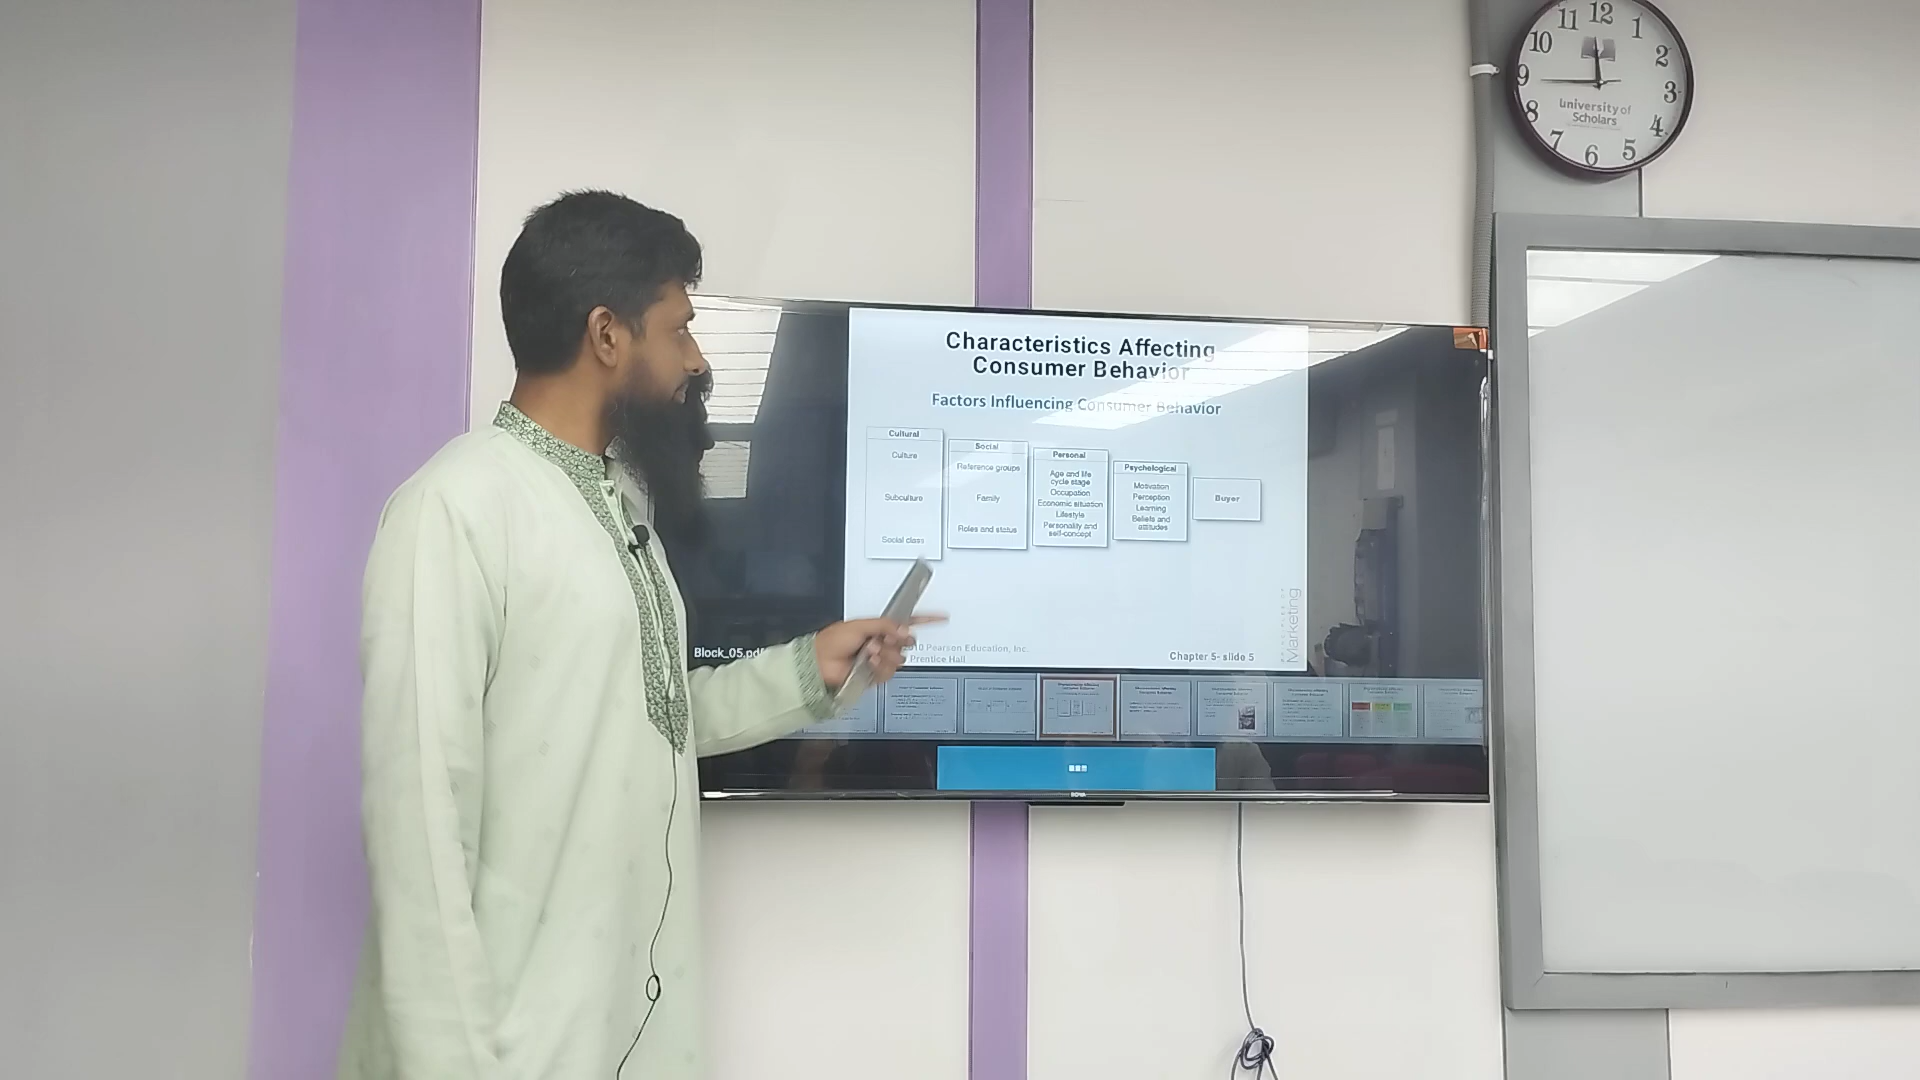 11 12 1
10 2
9 3
8 4
7 6 5
University of
Scholars
Characteristics Affecting
Consumer Behavior
Factors Influencing Consumer Behavior
Cultural
Culture
Subculture
Social class
Social
Reference groups
Family
Roles and status
Personal
Age and life
cycle stage
Occupation
Economic situation
Lifestyle
Personality and
self-concept
Psychological
Motivation
Perception
Learning
Beliefs and
attitudes
Buyer
Marketing
Block_05.pdf
10 Pearson Education, Inc.
Prentice Hall
Chapter 5- slide 5